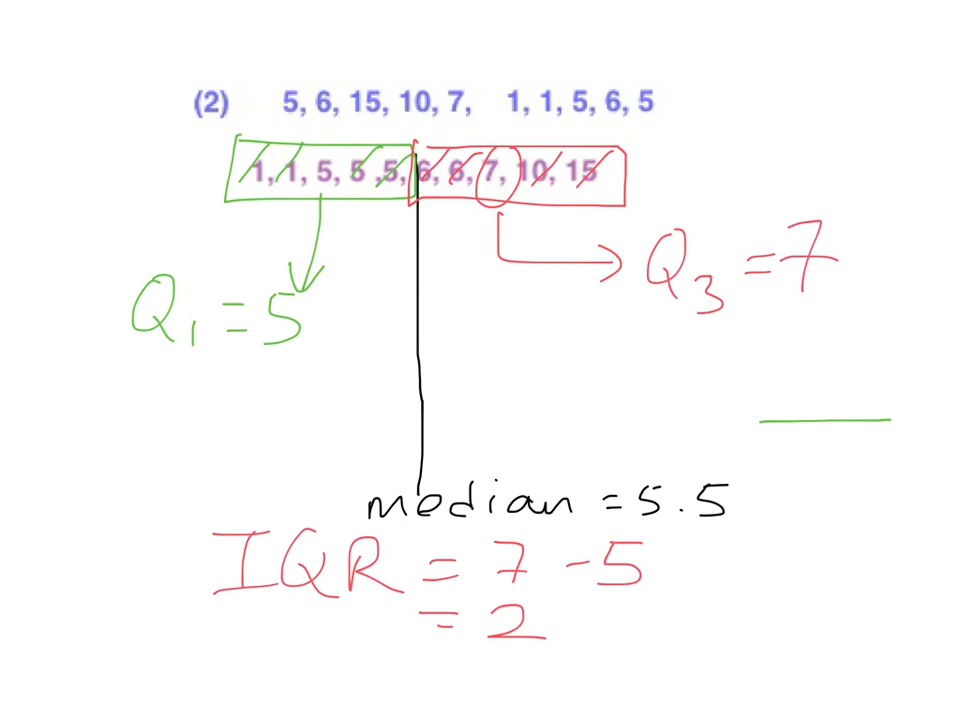 (2) 5, 6, 15, 10, 7, 1, 1, 5, 6, 5
1, 1, 5, 5 ,5, 6, 6, 7, 10, 15
Q3 = 7
Q1 = 5
median = 5.5
IQR = 7 - 5
= 2